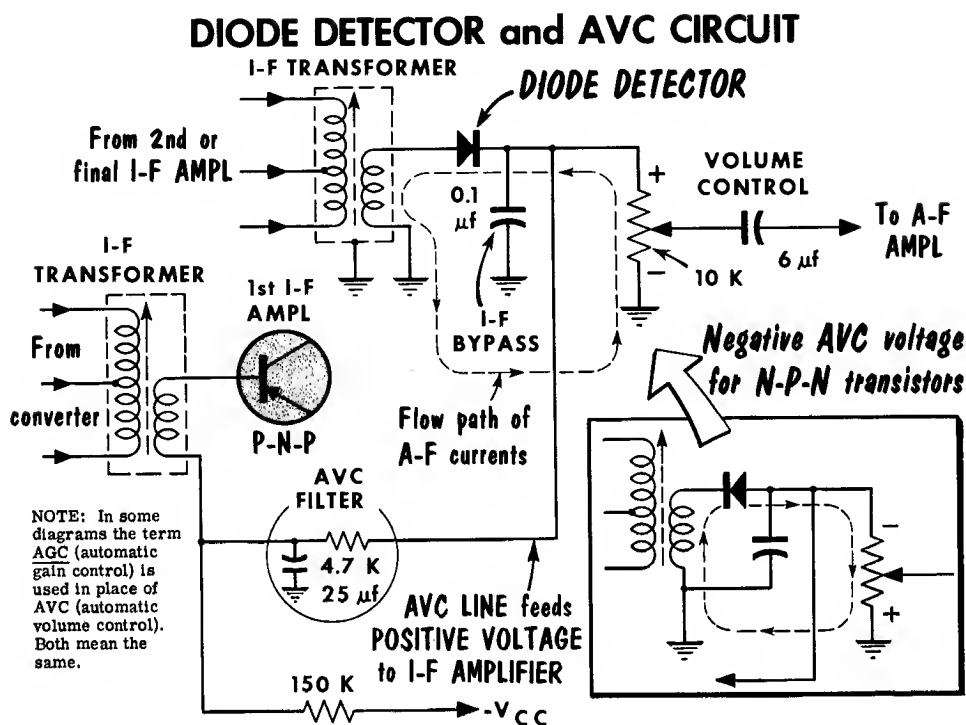 DIODE DETECTOR and AVC CIRCUIT
I-F TRANSFORMER
DIODE DETECTOR
From 2nd or
final I-F AMPL
0.1
μf
+
VOLUME
CONTROL
To A-F
AMPL
6 μf
10 K
−
I-F
BYPASS
I-F
TRANSFORMER
1st I-F
AMPL
From
converter
P-N-P
Flow path of
A-F currents
Negative AVC voltage
for N-P-N transistors
AVC
FILTER
4.7 K
25 μf
NOTE: In some
diagrams the term
AGC (automatic
gain control) is
used in place of
AVC (automatic
volume control).
Both mean the
same.
AVC LINE feeds
POSITIVE VOLTAGE
to I-F AMPLIFIER
−
+
150 K
-VCC